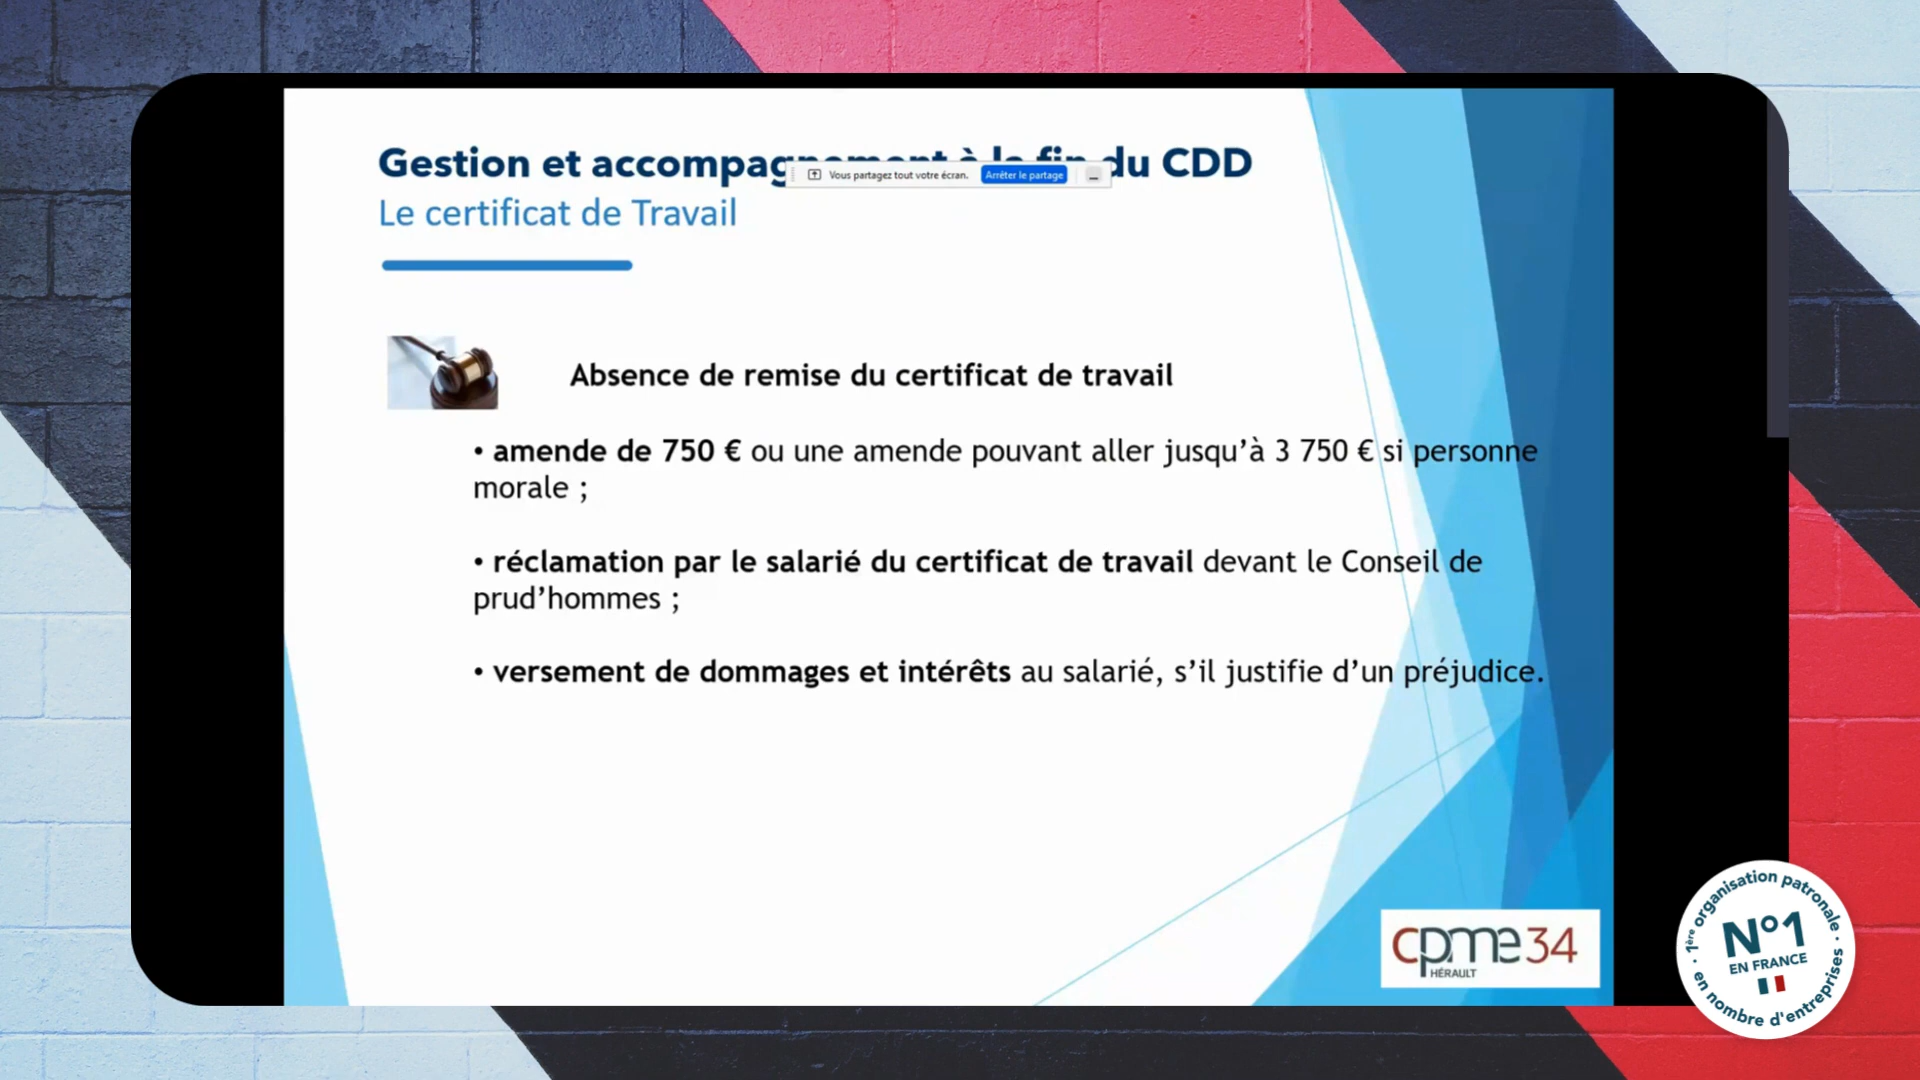 Gestion et accompagnement à la fin du CDD
Vous partagez tout votre écran. Arrêter le partage
Le certificat de Travail
Absence de remise du certificat de travail
• amende de 750 € ou une amende pouvant aller jusqu’à 3 750 € si personne
morale ;
• réclamation par le salarié du certificat de travail devant le Conseil de
prud’hommes ;
• versement de dommages et intérêts au salarié, s’il justifie d’un préjudice.
cpme34
HÉRAULT
· 1ère organisation patronale ·
N°1
EN FRANCE
en nombre d'entreprises